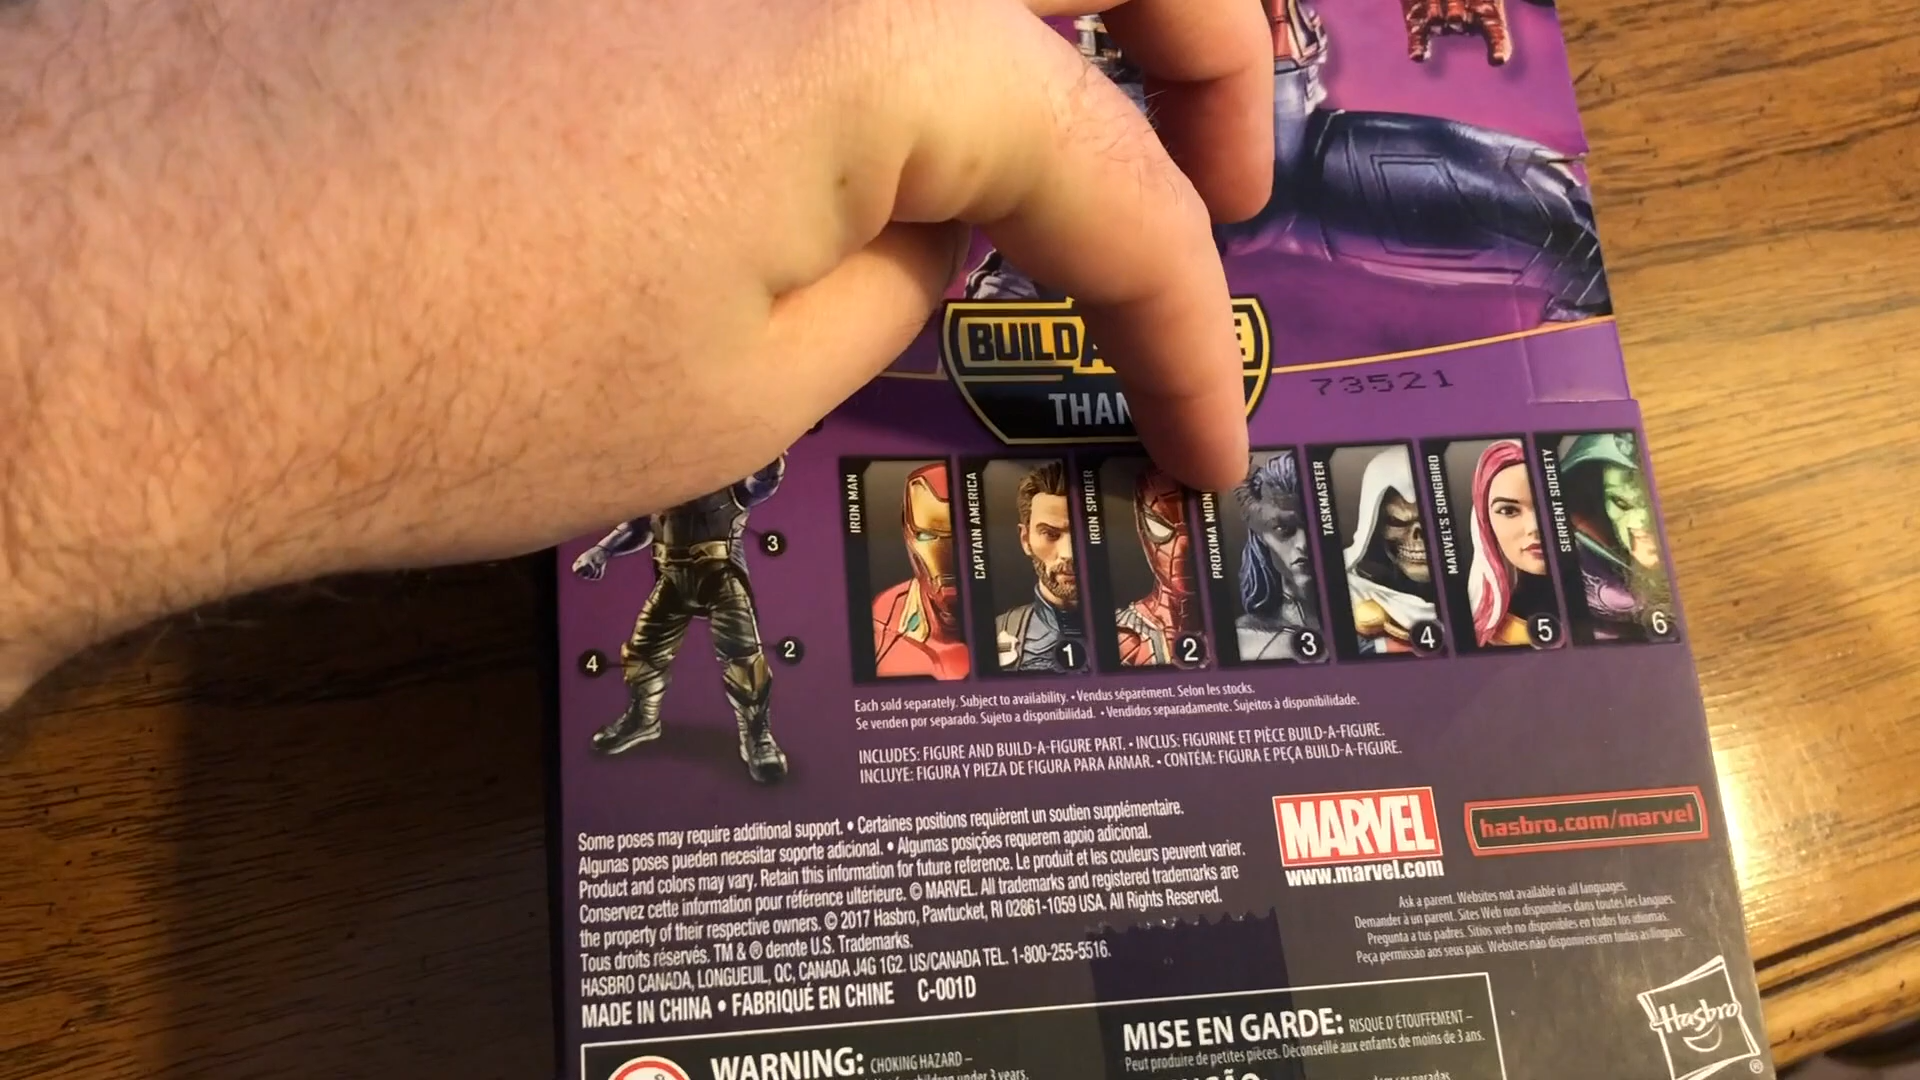 BUILD
73521
THAN
IRON MAN
CAPTAIN AMERICA
IRON SPIDER
PROXIMA
TASKMASTER
MARVEL'S SONGBIRD
SERPENT SOCIETY
3
4
2
1
2
3
4
5
6
Each sold separately. Subject to availability. • Vendus séparément. Selon les stocks.
Se venden por separado. Sujeto a disponibilidad. • Vendidos separadamente. Sujeitos à disponibilidade.
INCLUDES: FIGURE AND BUILD-A-FIGURE PART. • INCLUS: FIGURINE ET PIÈCE BUILD-A-FIGURE.
INCLUYE: FIGURA Y PIEZA DE FIGURA PARA ARMAR. • CONTÉM: FIGURA E PEÇA BUILD-A-FIGURE.
Some poses may require additional support. • Certaines positions requièrent un soutien supplémentaire.
Algunas poses pueden necesitar soporte adicional. • Algumas posições requerem apoio adicional.
Product and colors may vary. Retain this information for future reference. Le produit et les couleurs peuvent varier.
Conservez cette information pour référence ultérieure. © MARVEL. All trademarks and registered trademarks are
the property of their respective owners. © 2017 Hasbro, Pawtucket, RI 02861-1059 USA. All Rights Reserved.
Tous droits réservés. TM & ® denote U.S. Trademarks.
HASBRO CANADA, LONGUEUIL, QC, CANADA J4G 1G2. US/CANADA TEL. 1-800-255-5516.
MADE IN CHINA • FABRIQUÉ EN CHINE C-001D
MARVEL
www.marvel.com
hasbro.com/marvel
Ask a parent. Websites not available in all languages.
Demander à un parent. Sites Web non disponibles dans toutes les langues.
Pregunta a tus padres. Sitios web no disponibles en todos los idiomas.
Peça permissão aos seus pais. Websites não disponíveis em todas as línguas.
Hasbro
®
WARNING: CHOKING HAZARD –
under 3 years.
MISE EN GARDE: RISQUE D'ÉTOUFFEMENT –
Peut produire de petites pièces. Déconseillé aux enfants de moins de 3 ans.